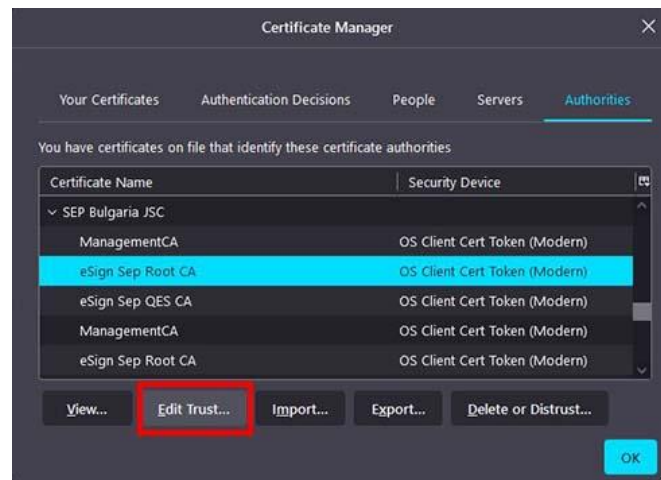 Certificate Manager
Your Certificates Authentication Decisions People Servers Authorities
You have certificates on file that identify these certificate authorities
Certificate Name Security Device
SEP Bulgaria JSC
ManagementCA OS Client Cert Token (Modern)
eSign Sep Root CA OS Client Cert Token (Modern)
eSign Sep QES CA OS Client Cert Token (Modern)
ManagementCA OS Client Cert Token (Modern)
eSign Sep Root CA OS Client Cert Token (Modern)
View... Edit Trust... Import... Export... Delete or Distrust...
OK